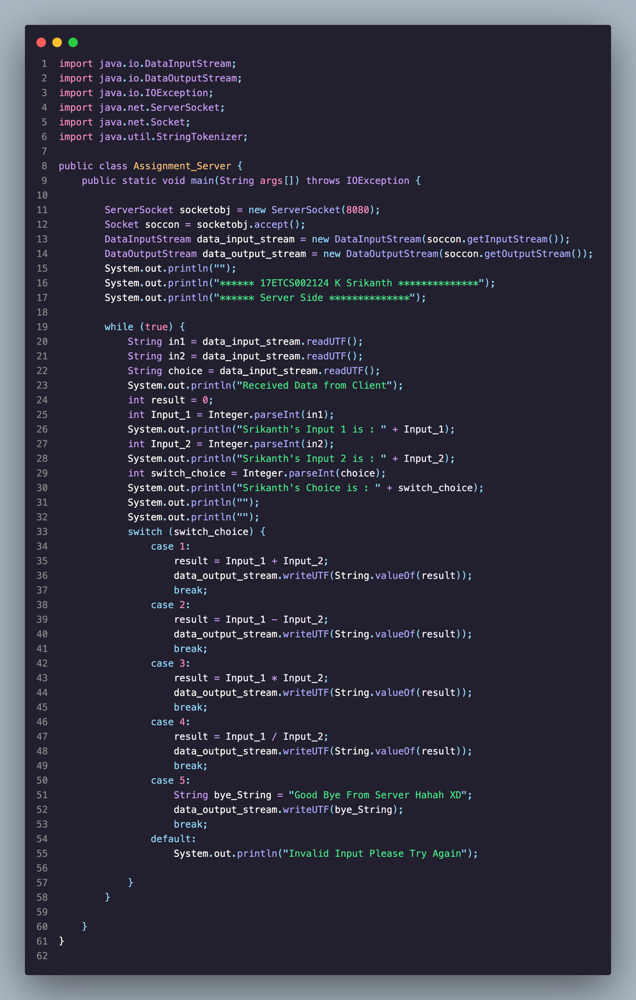 1 import java.io.DataInputStream;
2 import java.io.DataOutputStream;
3 import java.io.IOException;
4 import java.net.ServerSocket;
5 import java.net.Socket;
6 import java.util.StringTokenizer;
7
8 public class Assignment_Server {
9     public static void main(String args[]) throws IOException {
10
11         ServerSocket socketobj = new ServerSocket(8080);
12         Socket soccon = socketobj.accept();
13         DataInputStream data_input_stream = new DataInputStream(soccon.getInputStream());
14         DataOutputStream data_output_stream = new DataOutputStream(soccon.getOutputStream());
15         System.out.println("");
16         System.out.println("****** 17ETCS002124 K Srikanth **************");
17         System.out.println("****** Server Side **************");
18
19         while (true) {
20             String in1 = data_input_stream.readUTF();
21             String in2 = data_input_stream.readUTF();
22             String choice = data_input_stream.readUTF();
23             System.out.println("Received Data from Client");
24             int result = 0;
25             int Input_1 = Integer.parseInt(in1);
26             System.out.println("Srikanth's Input 1 is : " + Input_1);
27             int Input_2 = Integer.parseInt(in2);
28             System.out.println("Srikanth's Input 2 is : " + Input_2);
29             int switch_choice = Integer.parseInt(choice);
30             System.out.println("Srikanth's Choice is : " + switch_choice);
31             System.out.println("");
32             System.out.println("");
33             switch (switch_choice) {
34                 case 1:
35                     result = Input_1 + Input_2;
36                     data_output_stream.writeUTF(String.valueOf(result));
37                     break;
38                 case 2:
39                     result = Input_1 - Input_2;
40                     data_output_stream.writeUTF(String.valueOf(result));
41                     break;
42                 case 3:
43                     result = Input_1 * Input_2;
44                     data_output_stream.writeUTF(String.valueOf(result));
45                     break;
46                 case 4:
47                     result = Input_1 / Input_2;
48                     data_output_stream.writeUTF(String.valueOf(result));
49                     break;
50                 case 5:
51                     String bye_String = "Good Bye From Server Hahah XD";
52                     data_output_stream.writeUTF(bye_String);
53                     break;
54                 default:
55                     System.out.println("Invalid Input Please Try Again");
56
57             }
58         }
59
60     }
61 }
62